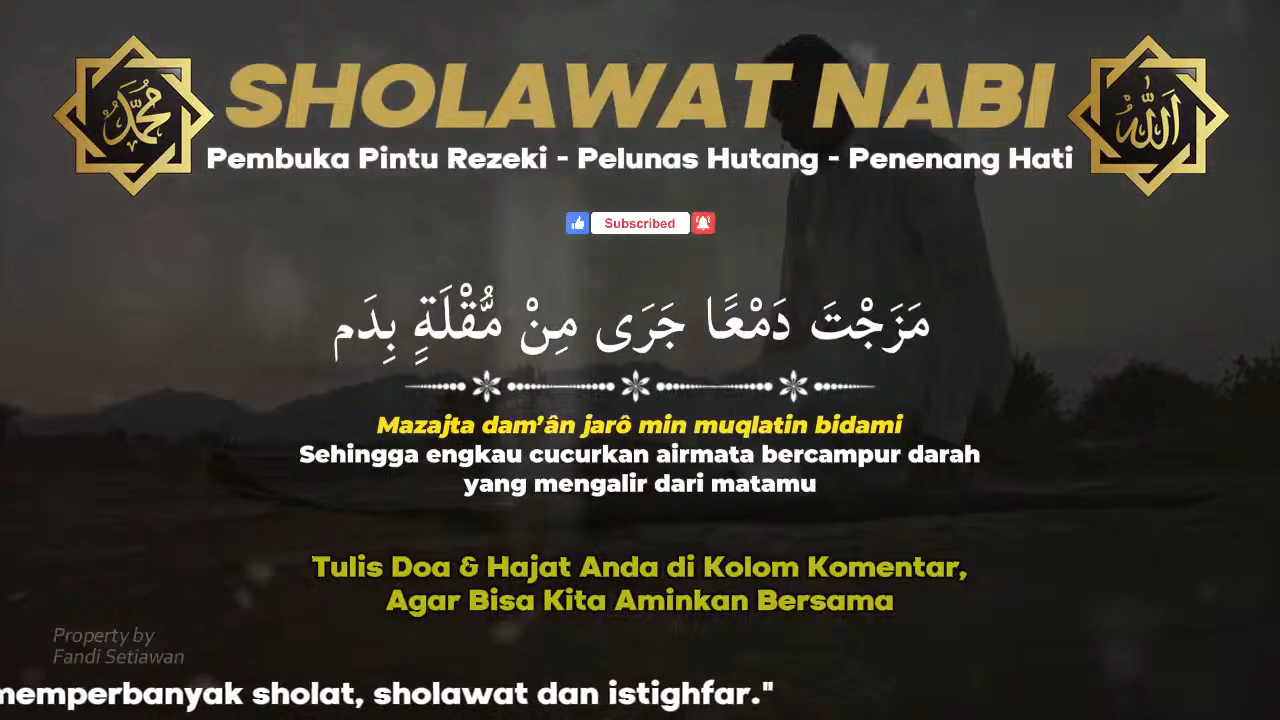 محمد
الله
SHOLAWAT NABI
Pembuka Pintu Rezeki - Pelunas Hutang - Penenang Hati
Subscribed
مَزَجْتَ دَمْعًا جَرَى مِنْ مُّقْلَةٍ بِدَم
Mazajta dam’ân jarô min muqlatin bidami
Sehingga engkau cucurkan airmata bercampur darah
yang mengalir dari matamu
Tulis Doa & Hajat Anda di Kolom Komentar,
Agar Bisa Kita Aminkan Bersama
Property by
Fandi Setiawan
memperbanyak sholat, sholawat dan istighfar."